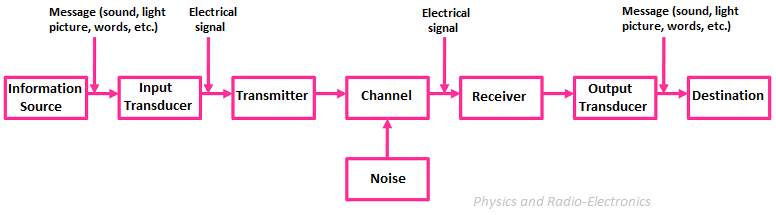 Message (sound, light
picture, words, etc.)
Electrical
signal
Electrical
signal
Message (sound, light
picture, words, etc.)
Information
Source
Input
Transducer
Transmitter
Channel
Receiver
Output
Transducer
Destination
Noise
Physics and Radio-Electronics